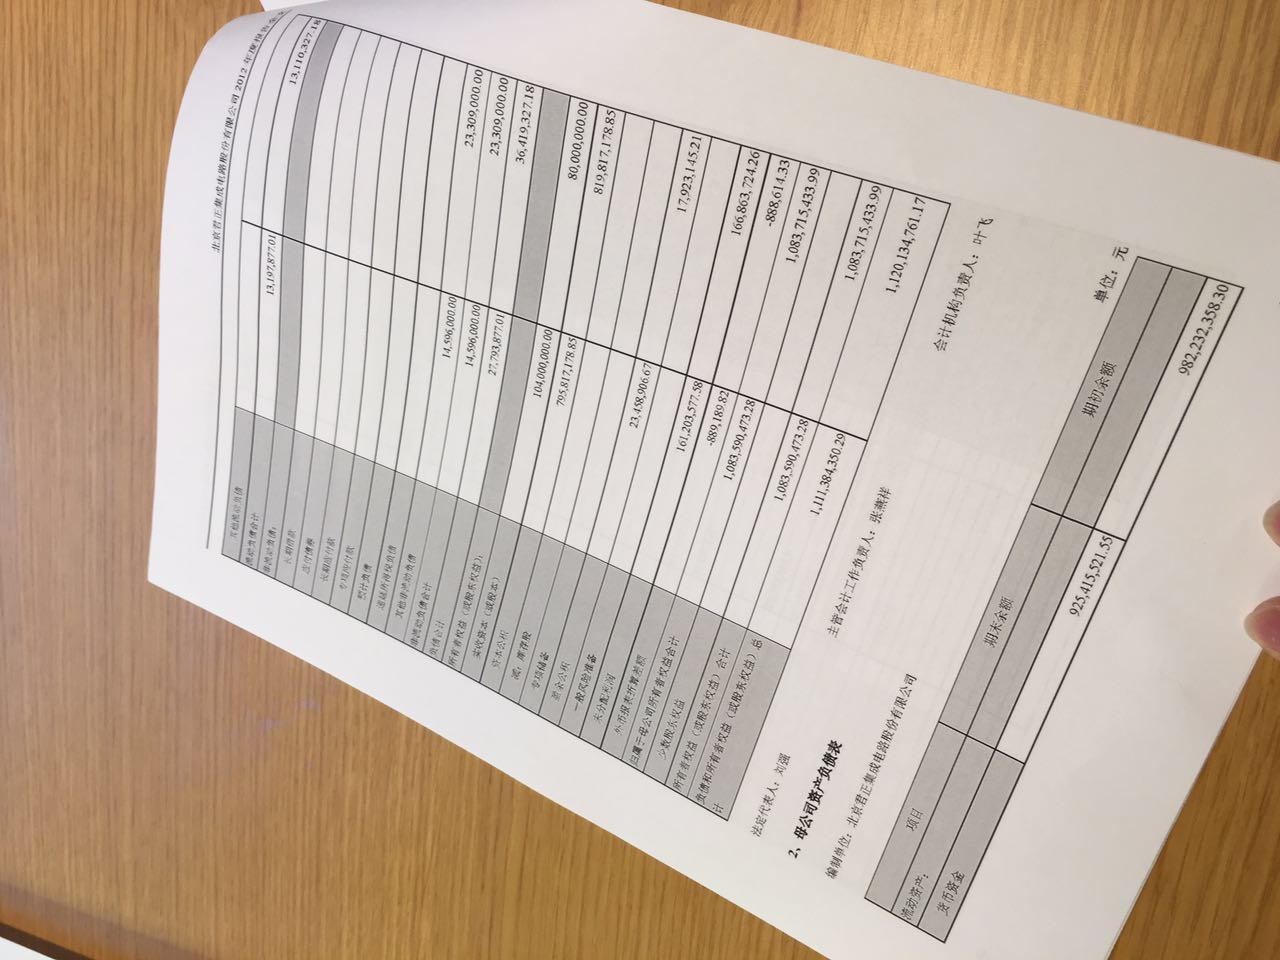 北京君正集成电路股份有限公司 2012 年度报告全文
其他流动负债
流动负债合计 13,197,877.01 13,110,327.18
非流动负债：
长期借款
应付债券
长期应付款
专项应付款
预计负债
递延所得税负债
其他非流动负债 14,596,000.00 23,309,000.00
非流动负债合计 14,596,000.00 23,309,000.00
负债合计 27,793,877.01 36,419,327.18
所有者权益（或股东权益）：
实收资本（或股本） 104,000,000.00 80,000,000.00
资本公积 795,817,178.85 819,817,178.85
减：库存股
专项储备
盈余公积 23,458,906.67 17,923,145.21
一般风险准备
未分配利润 161,203,577.58 166,863,724.26
外币报表折算差额 -889,189.82 -888,614.33
归属于母公司所有者权益合计 1,083,590,473.28 1,083,715,433.99
少数股东权益
所有者权益（或股东权益）合计 1,083,590,473.28 1,083,715,433.99
负债和所有者权益（或股东权益）总计 1,111,384,350.29 1,120,134,761.17
法定代表人：刘强 主管会计工作负责人：张燕祥 会计机构负责人：叶飞
2、母公司资产负债表
编制单位：北京君正集成电路股份有限公司
单位：元
项目 期末余额 期初余额
流动资产：
货币资金 925,415,521.55 982,232,358.30